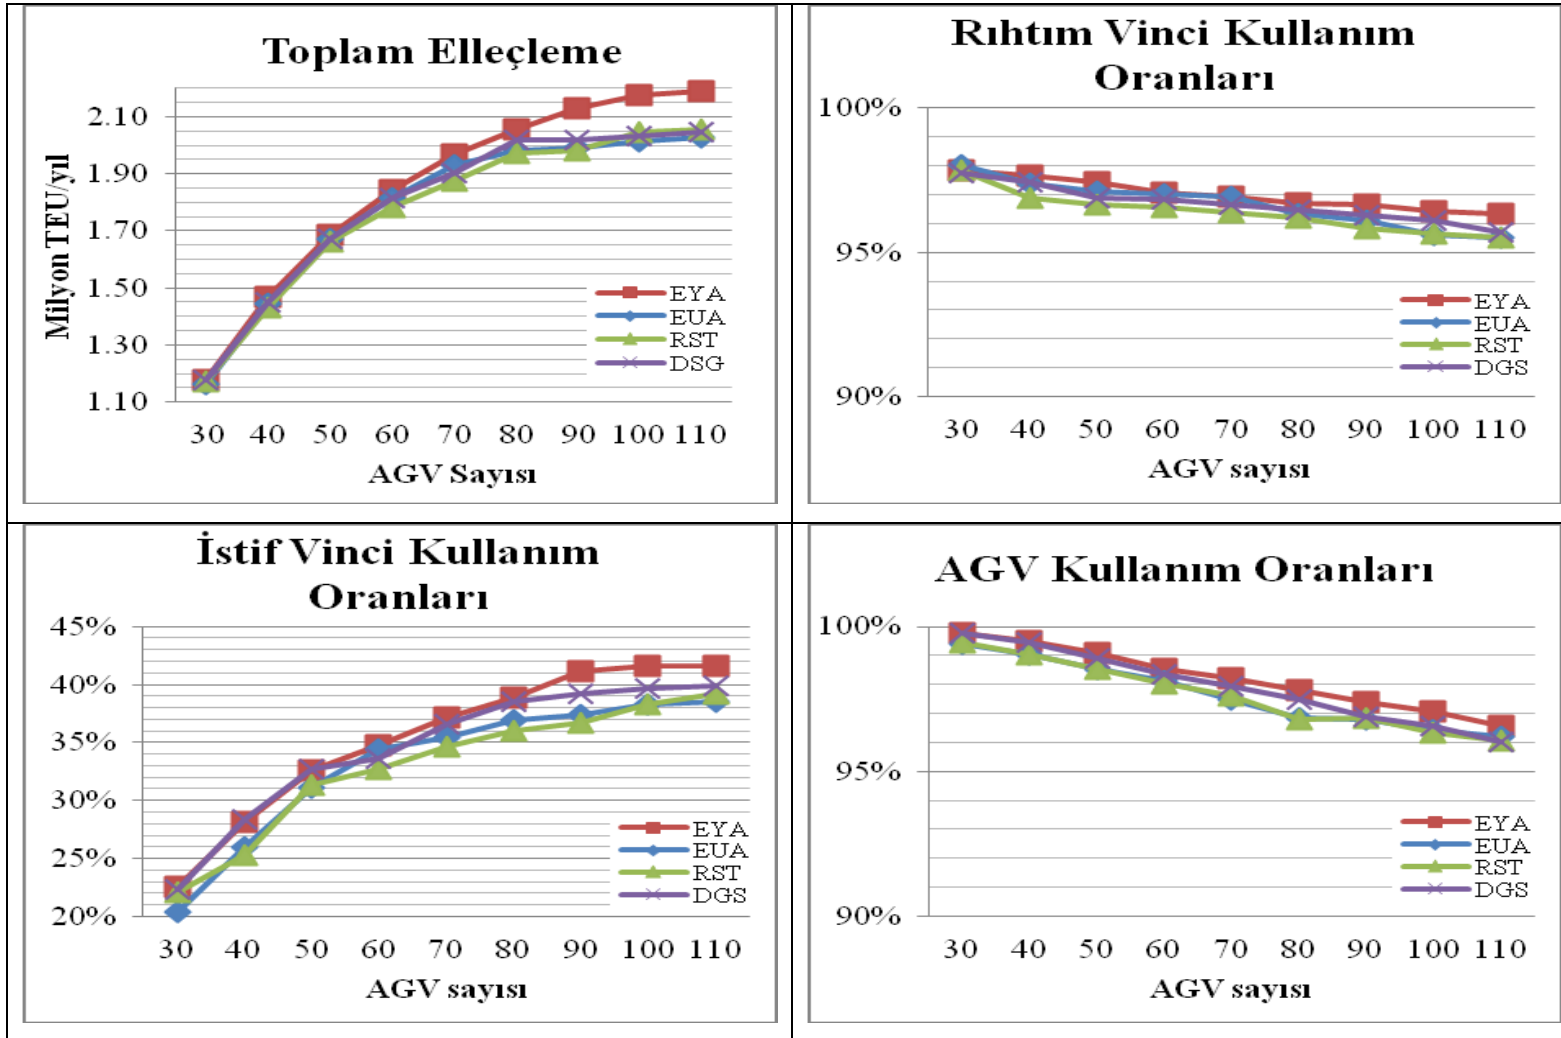 Toplam Elleçleme
Milyon TEU/yıl
2.10
1.90
1.70
1.50
1.30
1.10
EYA
EUA
RST
DSG
30 40 50 60 70 80 90 100 110
AGV Sayısı
Rıhtım Vinci Kullanım
Oranları
100%
95%
90%
EYA
EUA
RST
DGS
30 40 50 60 70 80 90 100 110
AGV sayısı
İstif Vinci Kullanım
Oranları
45%
40%
35%
30%
25%
20%
EYA
EUA
RST
DGS
30 40 50 60 70 80 90 100 110
AGV sayısı
AGV Kullanım Oranları
100%
95%
90%
EYA
EUA
RST
DGS
30 40 50 60 70 80 90 100 110
AGV sayısı